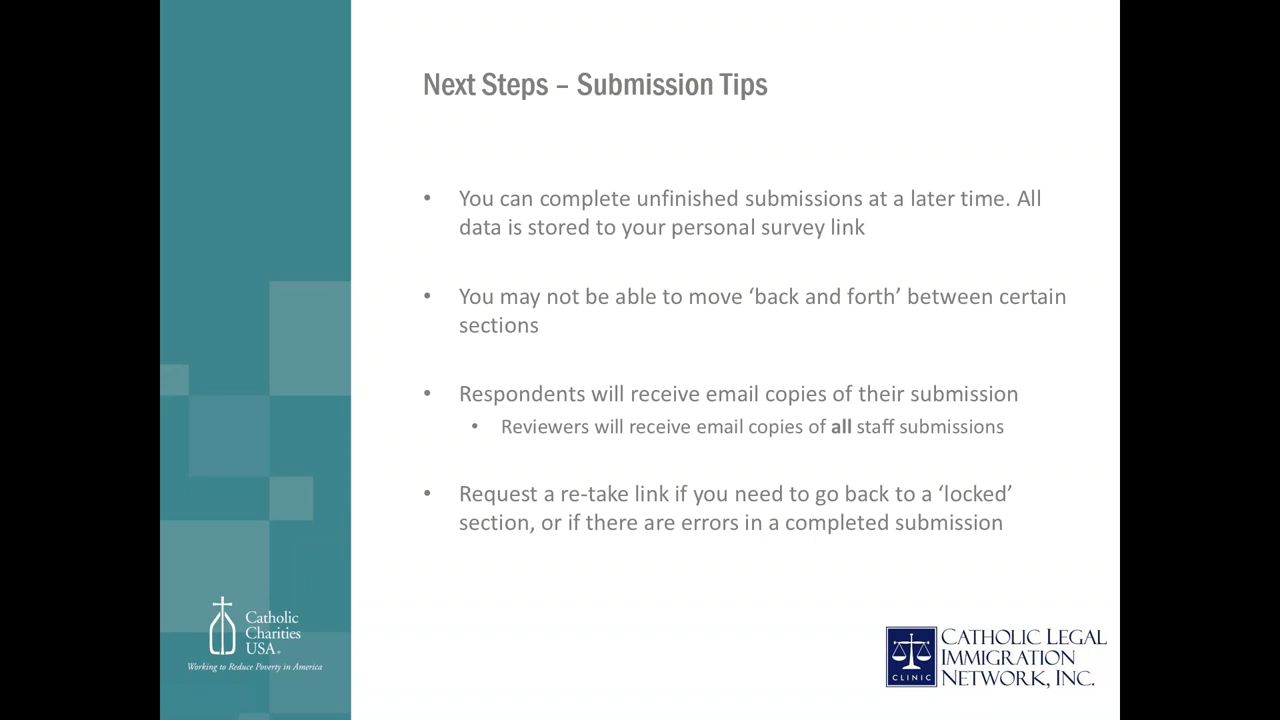 Next Steps – Submission Tips
• You can complete unfinished submissions at a later time. All
data is stored to your personal survey link
• You may not be able to move ‘back and forth’ between certain
sections
• Respondents will receive email copies of their submission
• Reviewers will receive email copies of all staff submissions
• Request a re-take link if you need to go back to a ‘locked’
section, or if there are errors in a completed submission
Catholic
Charities
USA®
Working to Reduce Poverty in America
CLINIC
CATHOLIC LEGAL
IMMIGRATION
NETWORK, INC.